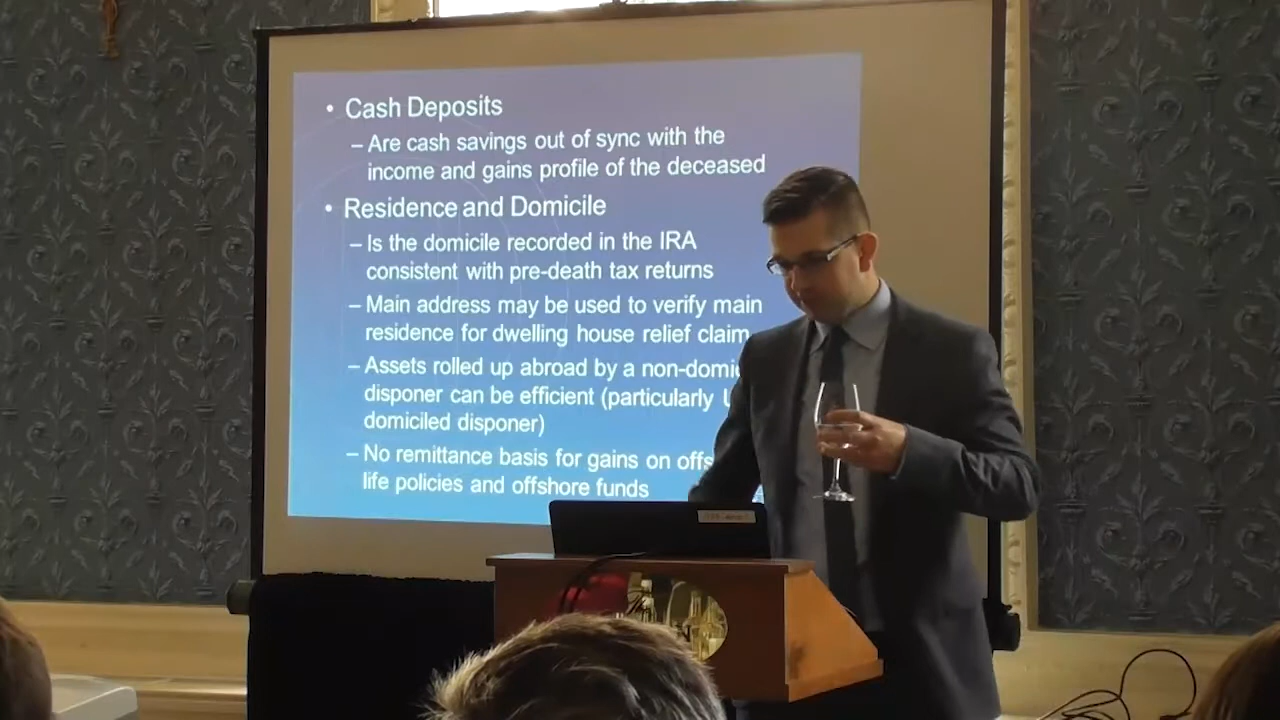 • Cash Deposits
– Are cash savings out of sync with the
income and gains profile of the deceased
• Residence and Domicile
– Is the domicile recorded in the IRA
consistent with pre-death tax returns
– Main address may be used to verify main
residence for dwelling house relief claim
– Assets rolled up abroad by a
disponer can be efficient (particularly
domiciled disponer)
– No remittance basis for gains on
life policies and offshore funds